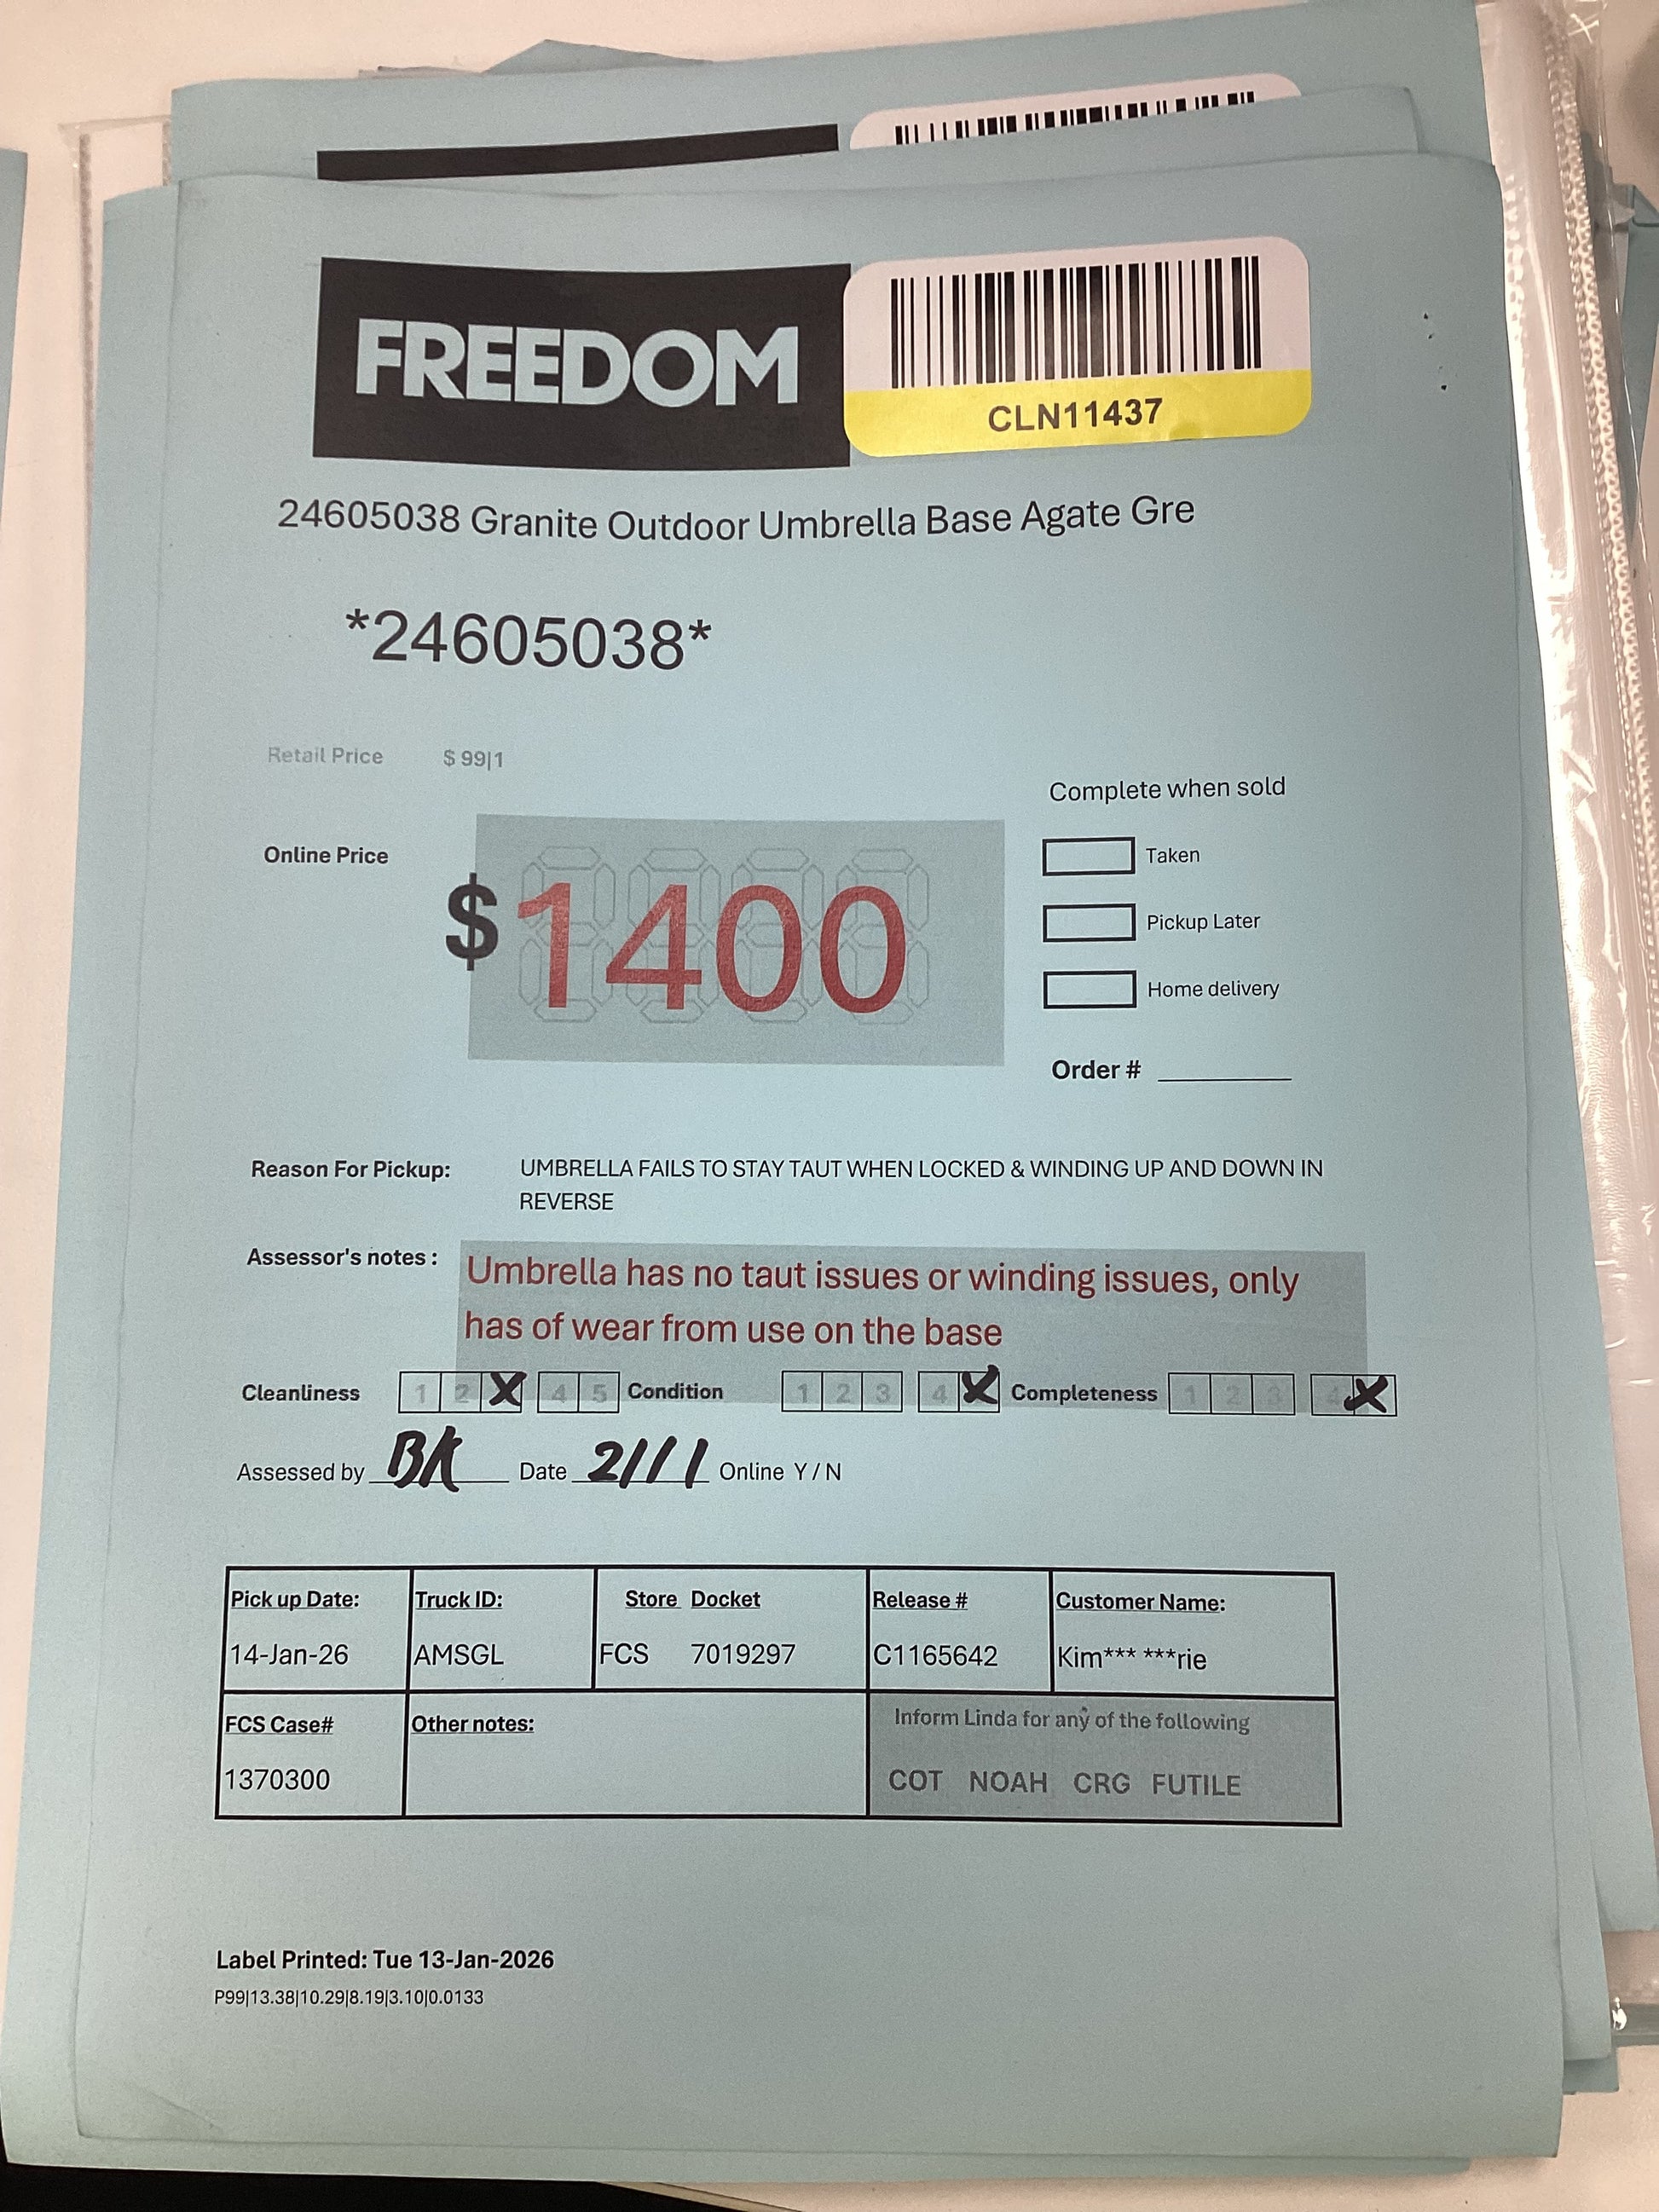 FREEDOM
CLN11437
24605038 Granite Outdoor Umbrella Base Agate Gre
*24605038*
Retail Price $ 99|1
Complete when sold
Online Price
$1400
Taken
Pickup Later
Home delivery
Order #
Reason For Pickup: UMBRELLA FAILS TO STAY TAUT WHEN LOCKED & WINDING UP AND DOWN IN
REVERSE
Assessor's notes : Umbrella has no taut issues or winding issues, only
has of wear from use on the base
Cleanliness 1 2 X 4 5 Condition 1 2 3 4 X Completeness 1 2 3 4 X
Assessed by BK Date 21/1 Online Y / N
Pick up Date: Truck ID: Store Docket Release # Customer Name:
14-Jan-26 AMSGL FCS 7019297 C1165642 Kim*** ***rie
FCS Case# Other notes: Inform Linda for any of the following
1370300 COT NOAH CRG FUTILE
Label Printed: Tue 13-Jan-2026
P99|13.38|10.29|8.19|3.10|0.0133